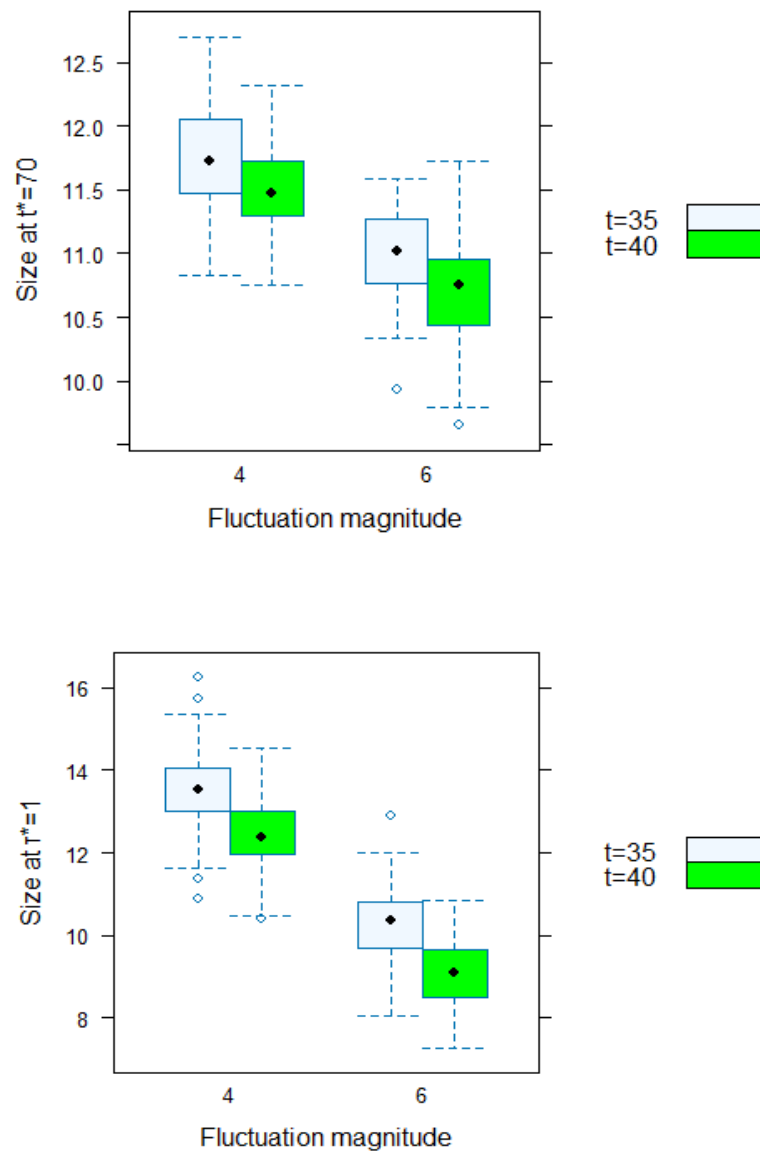 12.5
12.0
11.5
11.0
10.5
10.0
Size at t*=70
4 6
Fluctuation magnitude
t=35
t=40
16
14
12
10
8
Size at r*=1
4 6
Fluctuation magnitude
t=35
t=40